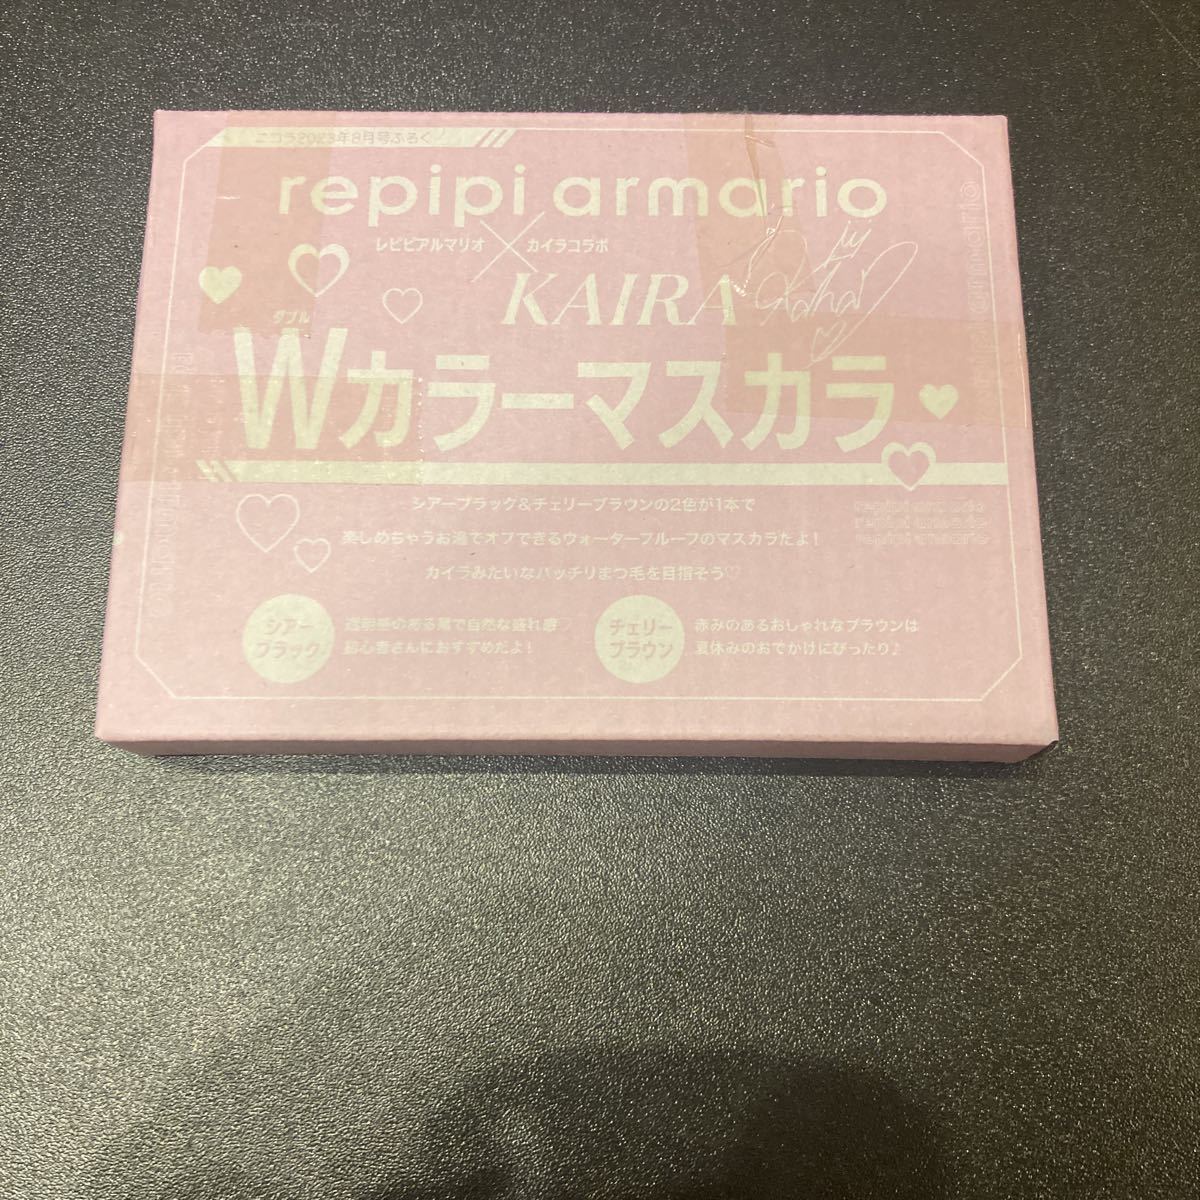 ニコラ2023年8月号ふろく
repipi armario
レピピアルマリオ × カイラコラボ
KAIRA
ダブル
Wカラーマスカラ
シアーブラック&チェリーブラウンの2色が1本で
楽しめちゃうお湯でオフできるウォータープルーフのマスカラだよ!
カイラみたいなパッチリまつ毛を目指そう♡
repipi armario
repipi armario
repipi armario
シアー
ブラック
透明感のある黒で自然な盛れ感♡
初心者さんにおすすめだよ!
チェリー
ブラウン
赤みのあるおしゃれなブラウンは
夏休みのおでかけにぴったり♪